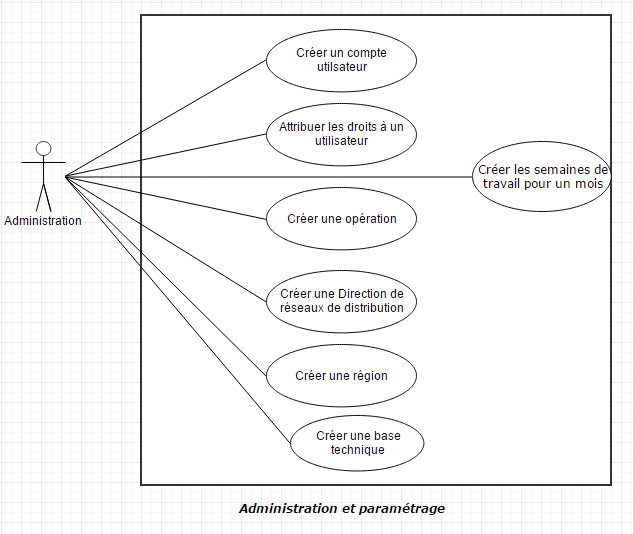 Créer un compte
utilsateur
Attribuer les droits à un
utilisateur
Créer les semaines de
travail pour un mois
Administration
Créer une opération
Créer une Direction de
réseaux de distribution
Créer une région
Créer une base
technique
Administration et paramétrage